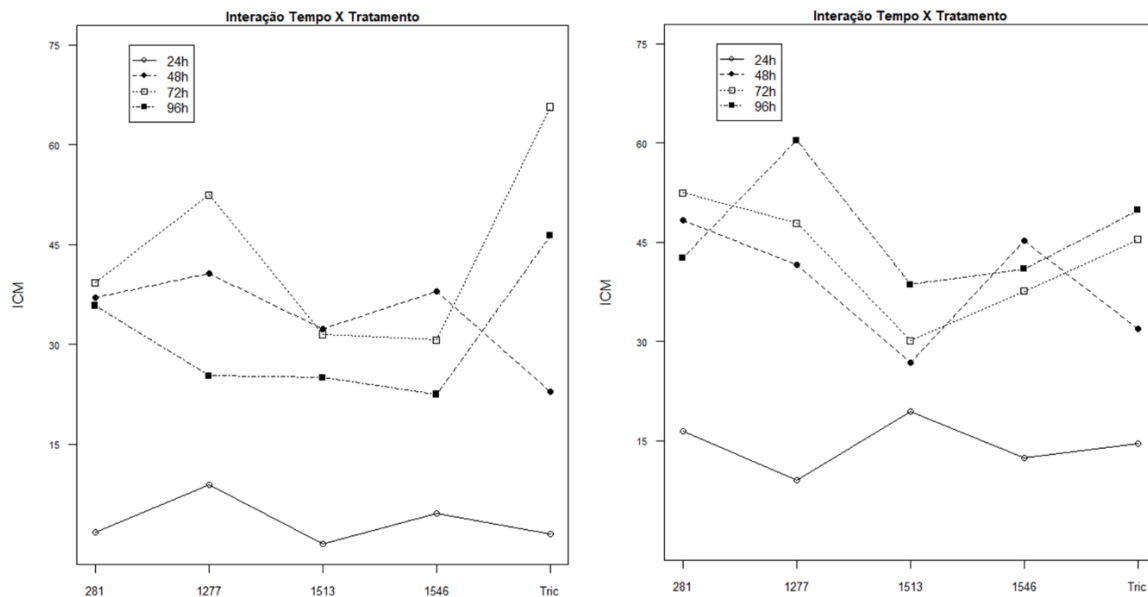 Interação Tempo X Tratamento
75
60
45
30
15
ICM
24h
48h
72h
96h
281 1277 1513 1546 Tric
Interação Tempo X Tratamento
75
60
45
30
15
ICM
24h
48h
72h
96h
281 1277 1513 1546 Tric